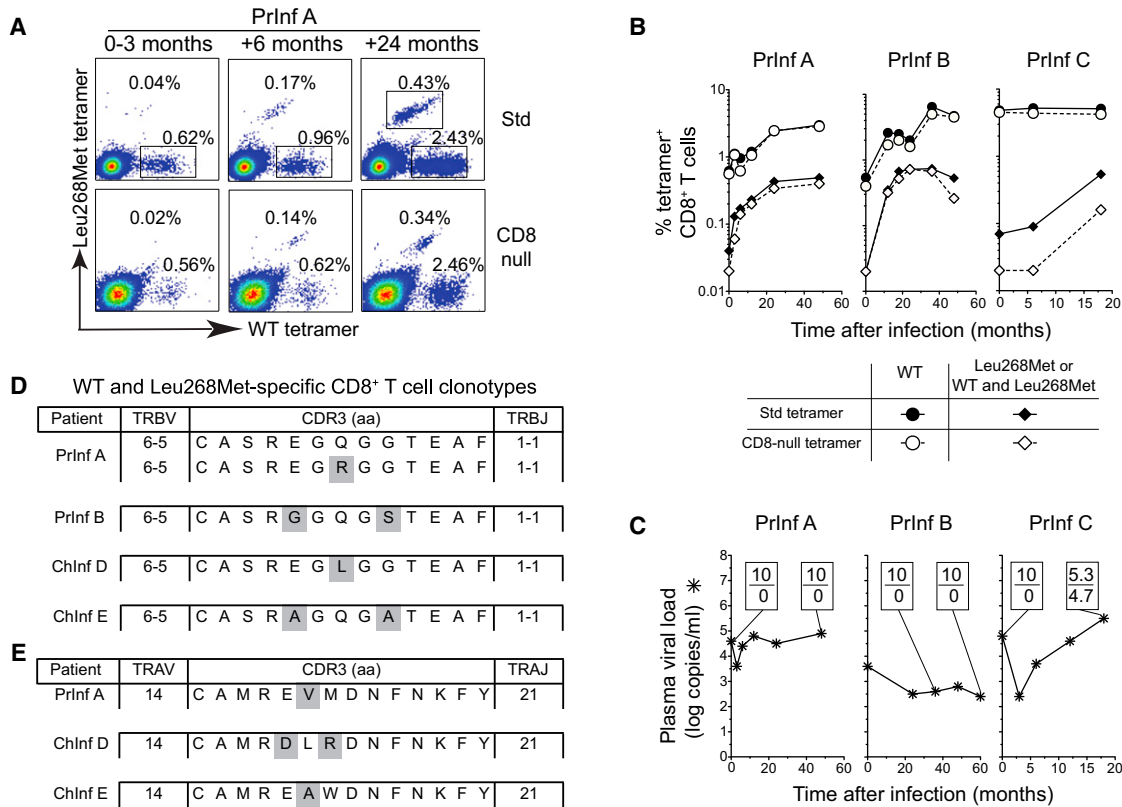 A
PrInf A
0-3 months +6 months +24 months
Leu268Met tetramer
0.04% 0.17% 0.43%
0.62% 0.96% 2.43%
Std
0.02% 0.14% 0.34%
0.56% 0.62% 2.46%
CD8 null
WT tetramer
B
PrInf A PrInf B PrInf C
% tetramer+ CD8+ T cells
10
1
0.1
0.01
0 20 40 60 0 20 40 60 0 5 10 15 20
Time after infection (months)
WT Leu268Met or WT and Leu268Met
Std tetramer
CD8-null tetramer
C
PrInf A PrInf B PrInf C
Plasma viral load (log copies/ml)
8
7
6
5
4
3
2
1
0
10 10 10 10 10 5.3
0 0 0 0 0 4.7
0 20 40 60 0 20 40 60 0 5 10 15 20
Time after infection (months)
D
WT and Leu268Met-specific CD8+ T cell clonotypes
Patient TRBV CDR3 (aa) TRBJ
PrInf A 6-5 C A S R E G Q G G T E A F 1-1
6-5 C A S R E G R G G T E A F 1-1
PrInf B 6-5 C A S R G G Q G S T E A F 1-1
ChInf D 6-5 C A S R E G L G G T E A F 1-1
ChInf E 6-5 C A S R A G Q G A T E A F 1-1
E
Patient TRAV CDR3 (aa) TRAJ
PrInf A 14 C A M R E V M D N F N K F Y 21
ChInf D 14 C A M R D L R D N F N K F Y 21
ChInf E 14 C A M R E A W D N F N K F Y 21